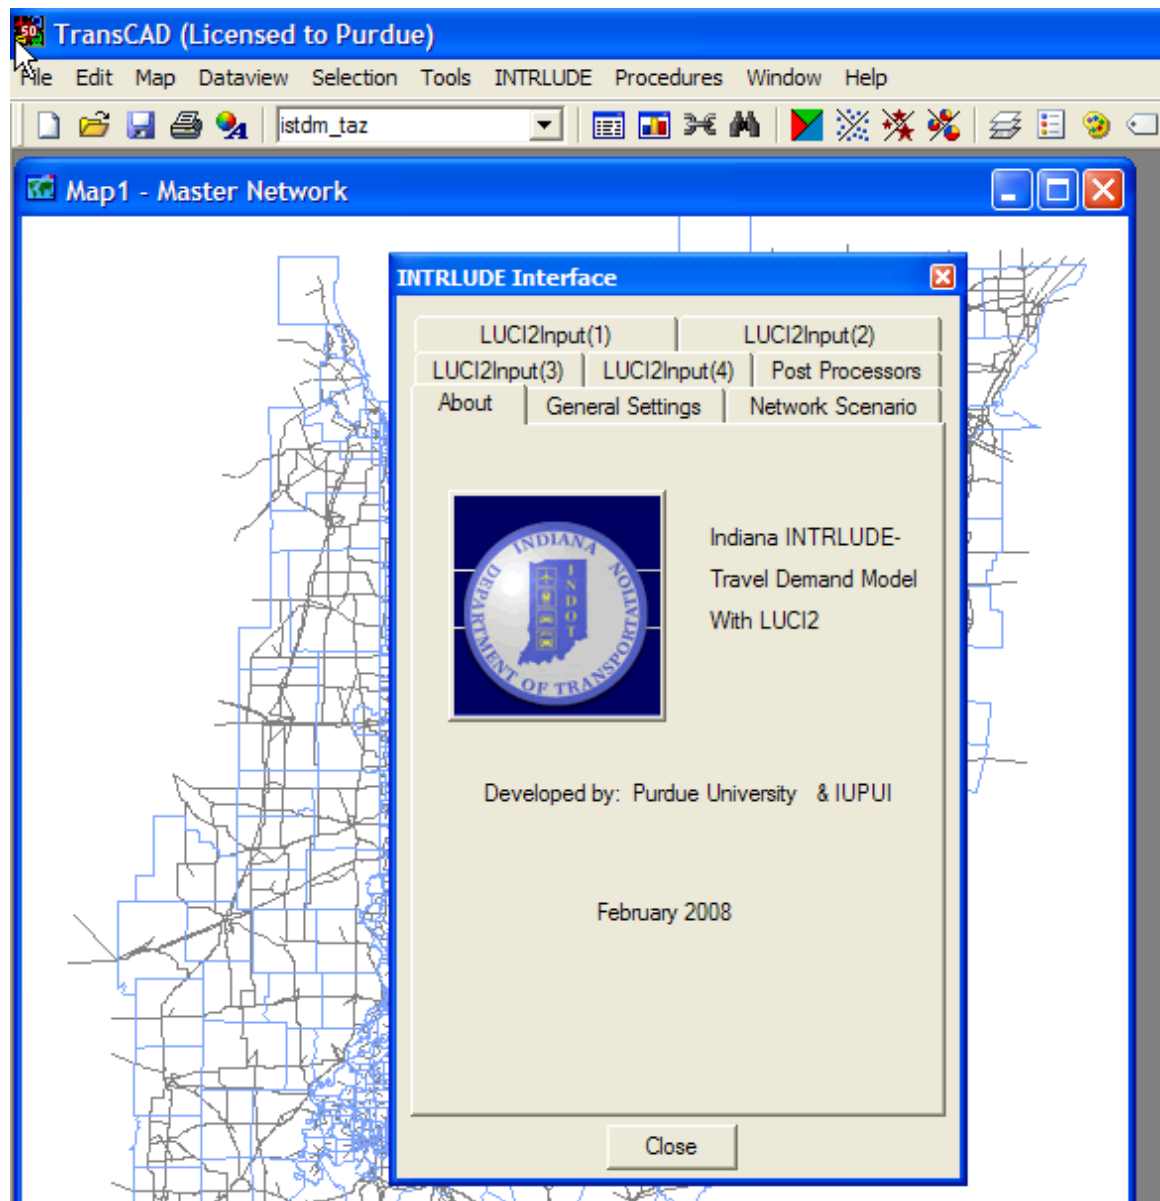 TransCAD (Licensed to Purdue)
File Edit Map Dataview Selection Tools INTRLUDE Procedures Window Help
istdm_taz
Map1 - Master Network
INTRLUDE Interface
LUCI2Input(1) LUCI2Input(2)
LUCI2Input(3) LUCI2Input(4) Post Processors
About General Settings Network Scenario
INDIANA DEPARTMENT OF TRANSPORTATION
INDOT
Indiana INTRLUDE-
Travel Demand Model
With LUCI2
Developed by: Purdue University & IUPUI
February 2008
Close